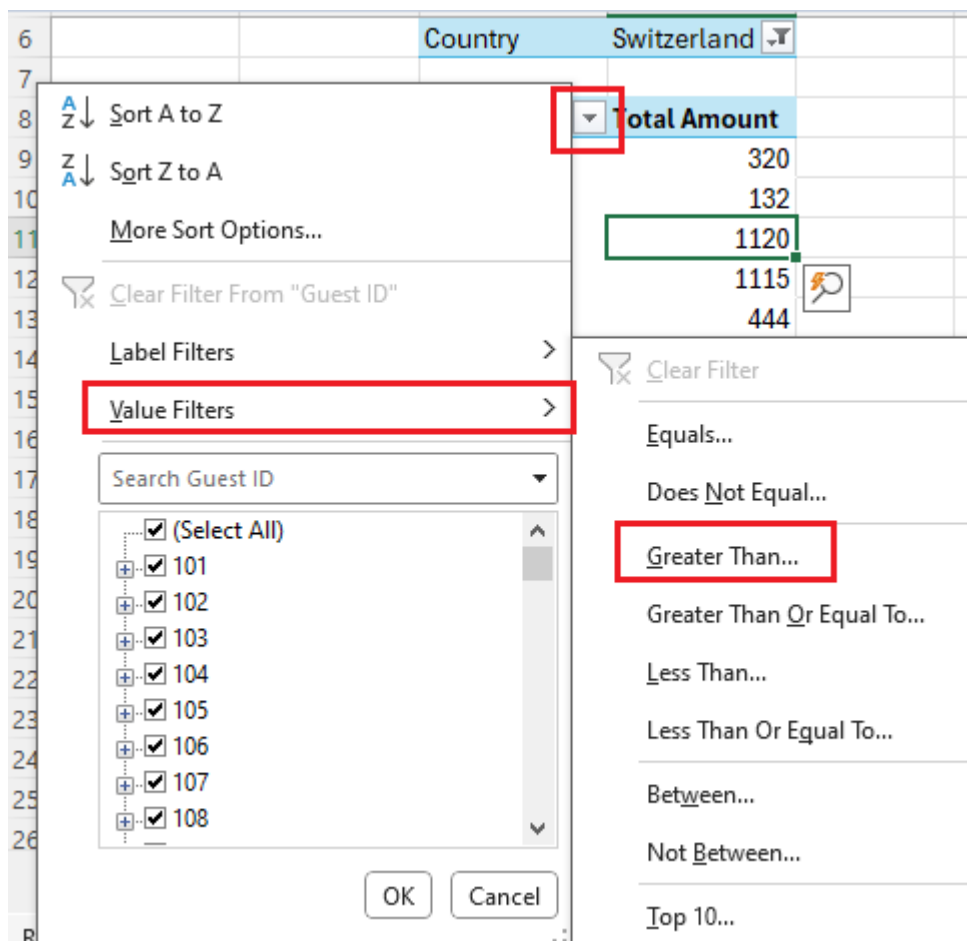 6 Country Switzerland
7
8 Total Amount
9 320
10 132
11 1120
12 1115
13 444
14
15
16
17
18
19
20
21
22
23
24
25
26
A Z Sort A to Z
Z A Sort Z to A
More Sort Options...
Clear Filter From "Guest ID"
Label Filters
Value Filters
Search Guest ID
(Select All)
101
102
103
104
105
106
107
108
OK Cancel
Clear Filter
Equals...
Does Not Equal...
Greater Than...
Greater Than Or Equal To...
Less Than...
Less Than Or Equal To...
Between...
Not Between...
Top 10...